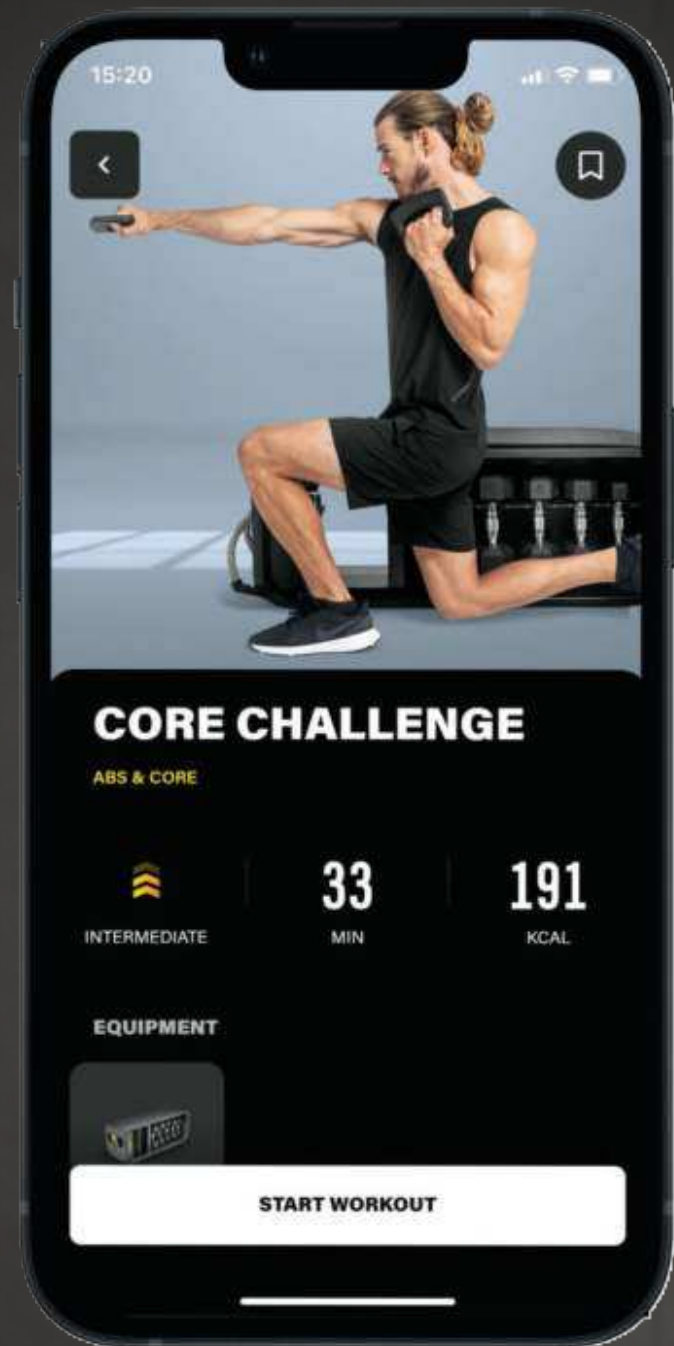 15:20
CORE CHALLENGE
ABS & CORE
33
191
INTERMEDIATE
MIN
KCAL
EQUIPMENT
START WORKOUT